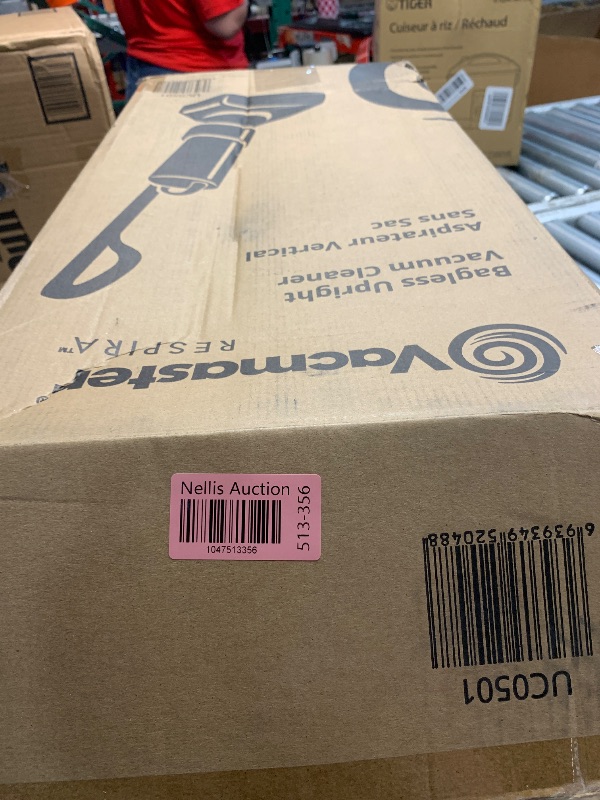 TIGER
Cuiseur à riz / Réchaud
Bagless Upright
Vacuum Cleaner
Aspirateur Vertical
Sans Sac
Vacmaster®
RESPIRA™
Nellis Auction
1047513356
513-356
6 939349 520488
UC0501